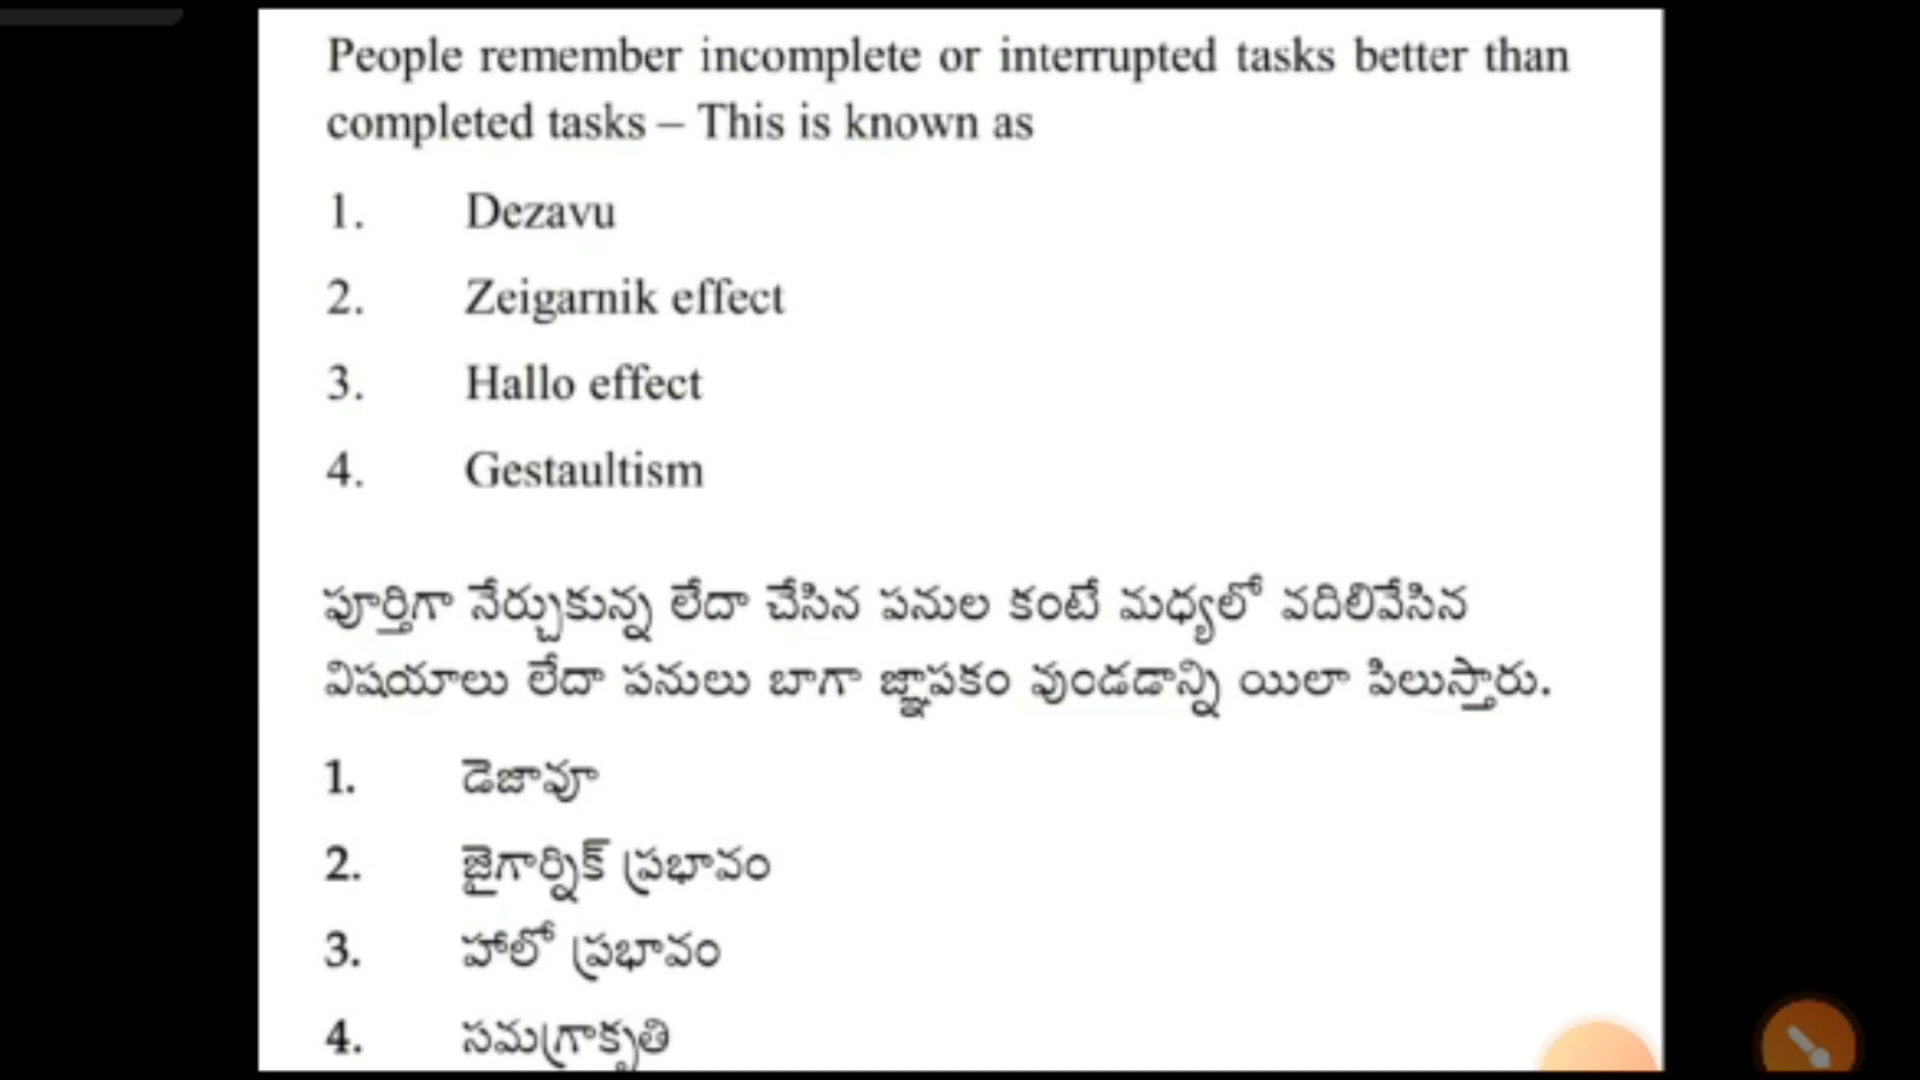 People remember incomplete or interrupted tasks better than
completed tasks – This is known as
1. Dezavu
2. Zeigarnik effect
3. Hallo effect
4. Gestaultism
పూర్తిగా నేర్చుకున్న లేదా చేసిన పనుల కంటే మధ్యలో వదిలివేసిన
విషయాలు లేదా పనులు బాగా జ్ఞాపకం వుండడాన్ని యిలా పిలుస్తారు.
1. డెజావూ
2. జైగార్నిక్ ప్రభావం
3. హాలో ప్రభావం
4. సమగ్రాకృతి